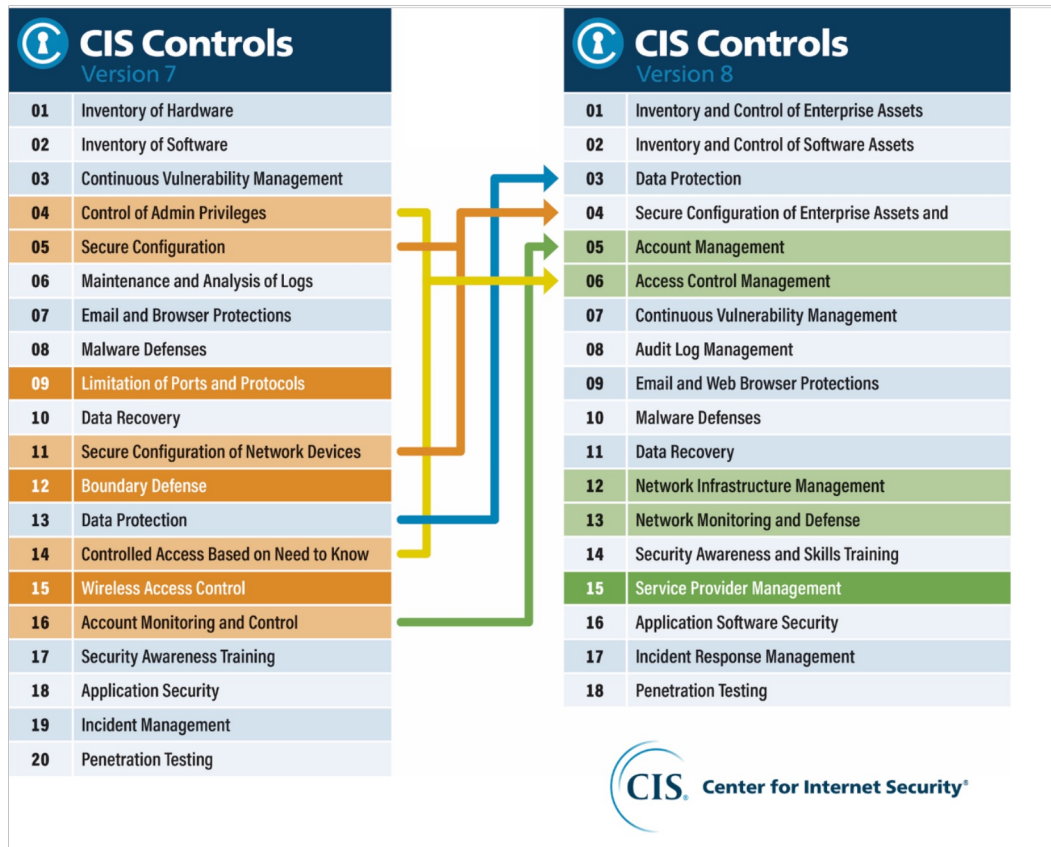 CIS Controls
Version 7
01 Inventory of Hardware
02 Inventory of Software
03 Continuous Vulnerability Management
04 Control of Admin Privileges
05 Secure Configuration
06 Maintenance and Analysis of Logs
07 Email and Browser Protections
08 Malware Defenses
09 Limitation of Ports and Protocols
10 Data Recovery
11 Secure Configuration of Network Devices
12 Boundary Defense
13 Data Protection
14 Controlled Access Based on Need to Know
15 Wireless Access Control
16 Account Monitoring and Control
17 Security Awareness Training
18 Application Security
19 Incident Management
20 Penetration Testing
CIS Controls
Version 8
01 Inventory and Control of Enterprise Assets
02 Inventory and Control of Software Assets
03 Data Protection
04 Secure Configuration of Enterprise Assets and
05 Account Management
06 Access Control Management
07 Continuous Vulnerability Management
08 Audit Log Management
09 Email and Web Browser Protections
10 Malware Defenses
11 Data Recovery
12 Network Infrastructure Management
13 Network Monitoring and Defense
14 Security Awareness and Skills Training
15 Service Provider Management
16 Application Software Security
17 Incident Response Management
18 Penetration Testing
CIS. Center for Internet Security®